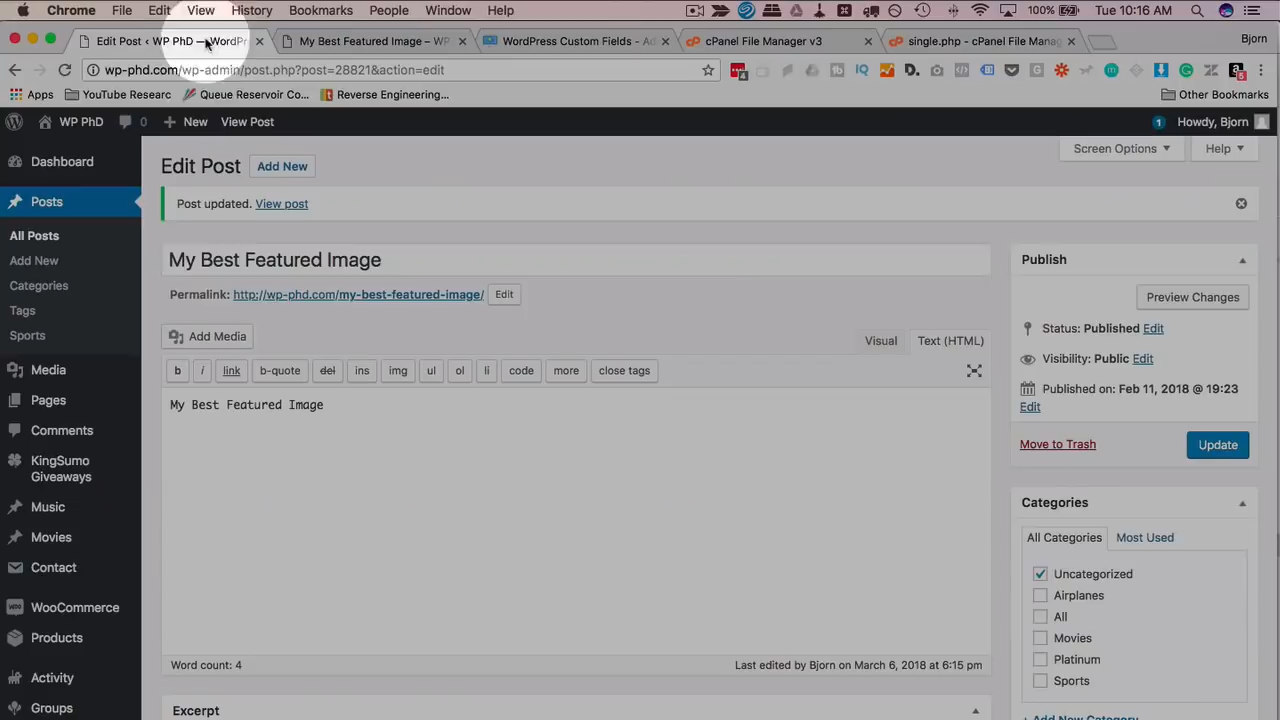 Chrome File Edit View History Bookmarks People Window Help 100% Tue 10:16 AM
Edit Post ‹ WP PhD — WordPr My Best Featured Image – WP WordPress Custom Fields - Ad cPanel File Manager v3 single.php - cPanel File Mana Bjorn
wp-phd.com/wp-admin/post.php?post=28821&action=edit
Apps YouTube Researc Queue Reservoir Co... Reverse Engineering... Other Bookmarks
WP PhD 0 New View Post 1 Howdy, Bjorn
Screen Options Help
Dashboard
Posts
All Posts
Add New
Categories
Tags
Sports
Media
Pages
Comments
KingSumo
Giveaways
Music
Movies
Contact
WooCommerce
Products
Activity
Groups
Edit Post Add New
Post updated. View post
My Best Featured Image
Permalink: http://wp-phd.com/my-best-featured-image/ Edit
Add Media Visual Text (HTML)
b i link b-quote del ins img ul ol li code more close tags
My Best Featured Image
Word count: 4 Last edited by Bjorn on March 6, 2018 at 6:15 pm
Excerpt
Publish
Preview Changes
Status: Published Edit
Visibility: Public Edit
Published on: Feb 11, 2018 @ 19:23
Edit
Move to Trash Update
Categories
All Categories Most Used
Uncategorized
Airplanes
All
Movies
Platinum
Sports
+ Add New Category